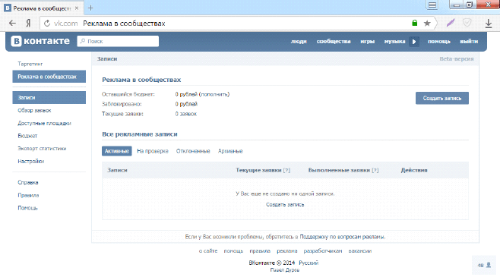 Реклама в сообщес...
vk.com Реклама в сообществах
В контакте Поиск люди сообщества игры музыка помощь выйти
Таргетинг
Реклама в сообществах
Записи
Обзор заявок
Доступные площадки
Бюджет
Экспорт статистики
Настройки
Справка
Правила
Помощь
Записи Бета-версия
Реклама в сообществах
Оставшийся бюджет: 0 рублей (пополнить)
Заблокировано: 0 рублей
Текущие заявки: 0 заявок
Создать запись
Все рекламные записи
Активные На проверке Отклоненные Архивные
Записи Текущие заявки [?] Выполненные заявки [?] Действия
У Вас еще не создано ни одной записи.
Создать запись
Если у Вас возникли проблемы, обратитесь в Поддержку по вопросам рекламы.
о сайте помощь правила реклама разработчикам вакансии
ВКонтакте © 2014 Русский
Павел Дуров